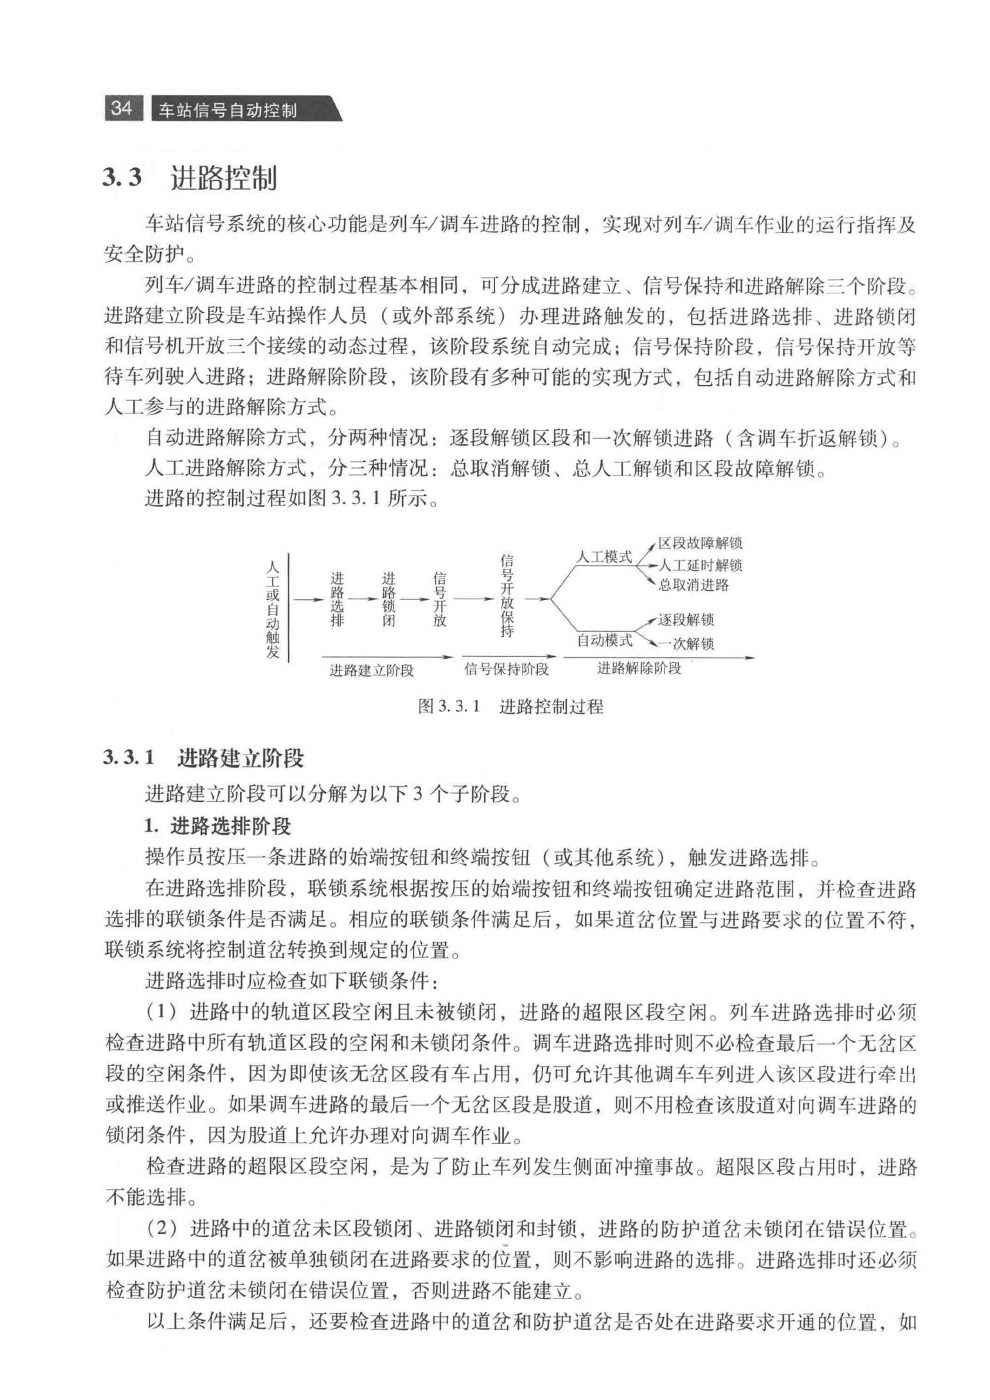 34 车站信号自动控制
3.3 进路控制
车站信号系统的核心功能是列车/调车进路的控制，实现对列车/调车作业的运行指挥及
安全防护。
列车/调车进路的控制过程基本相同，可分成进路建立、信号保持和进路解除三个阶段。
进路建立阶段是车站操作人员（或外部系统）办理进路触发的，包括进路选排、进路锁闭
和信号机开放三个接续的动态过程，该阶段系统自动完成；信号保持阶段，信号保持开放等
待车列驶入进路；进路解除阶段，该阶段有多种可能的实现方式，包括自动进路解除方式和
人工参与的进路解除方式。
自动进路解除方式，分两种情况：逐段解锁区段和一次解锁进路（含调车折返解锁）。
人工进路解除方式，分三种情况：总取消解锁、总人工解锁和区段故障解锁。
进路的控制过程如图 3.3.1 所示。
人工或自动触发
进路选排
进路锁闭
信号开放
信号开放保持
人工模式
区段故障解锁
人工延时解锁
总取消进路
自动模式
逐段解锁
一次解锁
进路建立阶段
信号保持阶段
进路解除阶段
图 3.3.1 进路控制过程
3.3.1 进路建立阶段
进路建立阶段可以分解为以下 3 个子阶段。
1. 进路选排阶段
操作员按压一条进路的始端按钮和终端按钮（或其他系统），触发进路选排。
在进路选排阶段，联锁系统根据按压的始端按钮和终端按钮确定进路范围，并检查进路
选排的联锁条件是否满足。相应的联锁条件满足后，如果道岔位置与进路要求的位置不符，
联锁系统将控制道岔转换到规定的位置。
进路选排时应检查如下联锁条件：
（1）进路中的轨道区段空闲且未被锁闭，进路的超限区段空闲。列车进路选排时必须
检查进路中所有轨道区段的空闲和未锁闭条件。调车进路选排时则不必检查最后一个无岔区
段的空闲条件，因为即使该无岔区段有车占用，仍可允许其他调车车列进入该区段进行牵出
或推送作业。如果调车进路的最后一个无岔区段是股道，则不用检查该股道对向调车进路的
锁闭条件，因为股道上允许办理对向调车作业。
检查进路的超限区段空闲，是为了防止车列发生侧面冲撞事故。超限区段占用时，进路
不能选排。
（2）进路中的道岔未区段锁闭、进路锁闭和封锁，进路的防护道岔未锁闭在错误位置。
如果进路中的道岔被单独锁闭在进路要求的位置，则不影响进路的选排。进路选排时还必须
检查防护道岔未锁闭在错误位置，否则进路不能建立。
以上条件满足后，还要检查进路中的道岔和防护道岔是否处在进路要求开通的位置，如